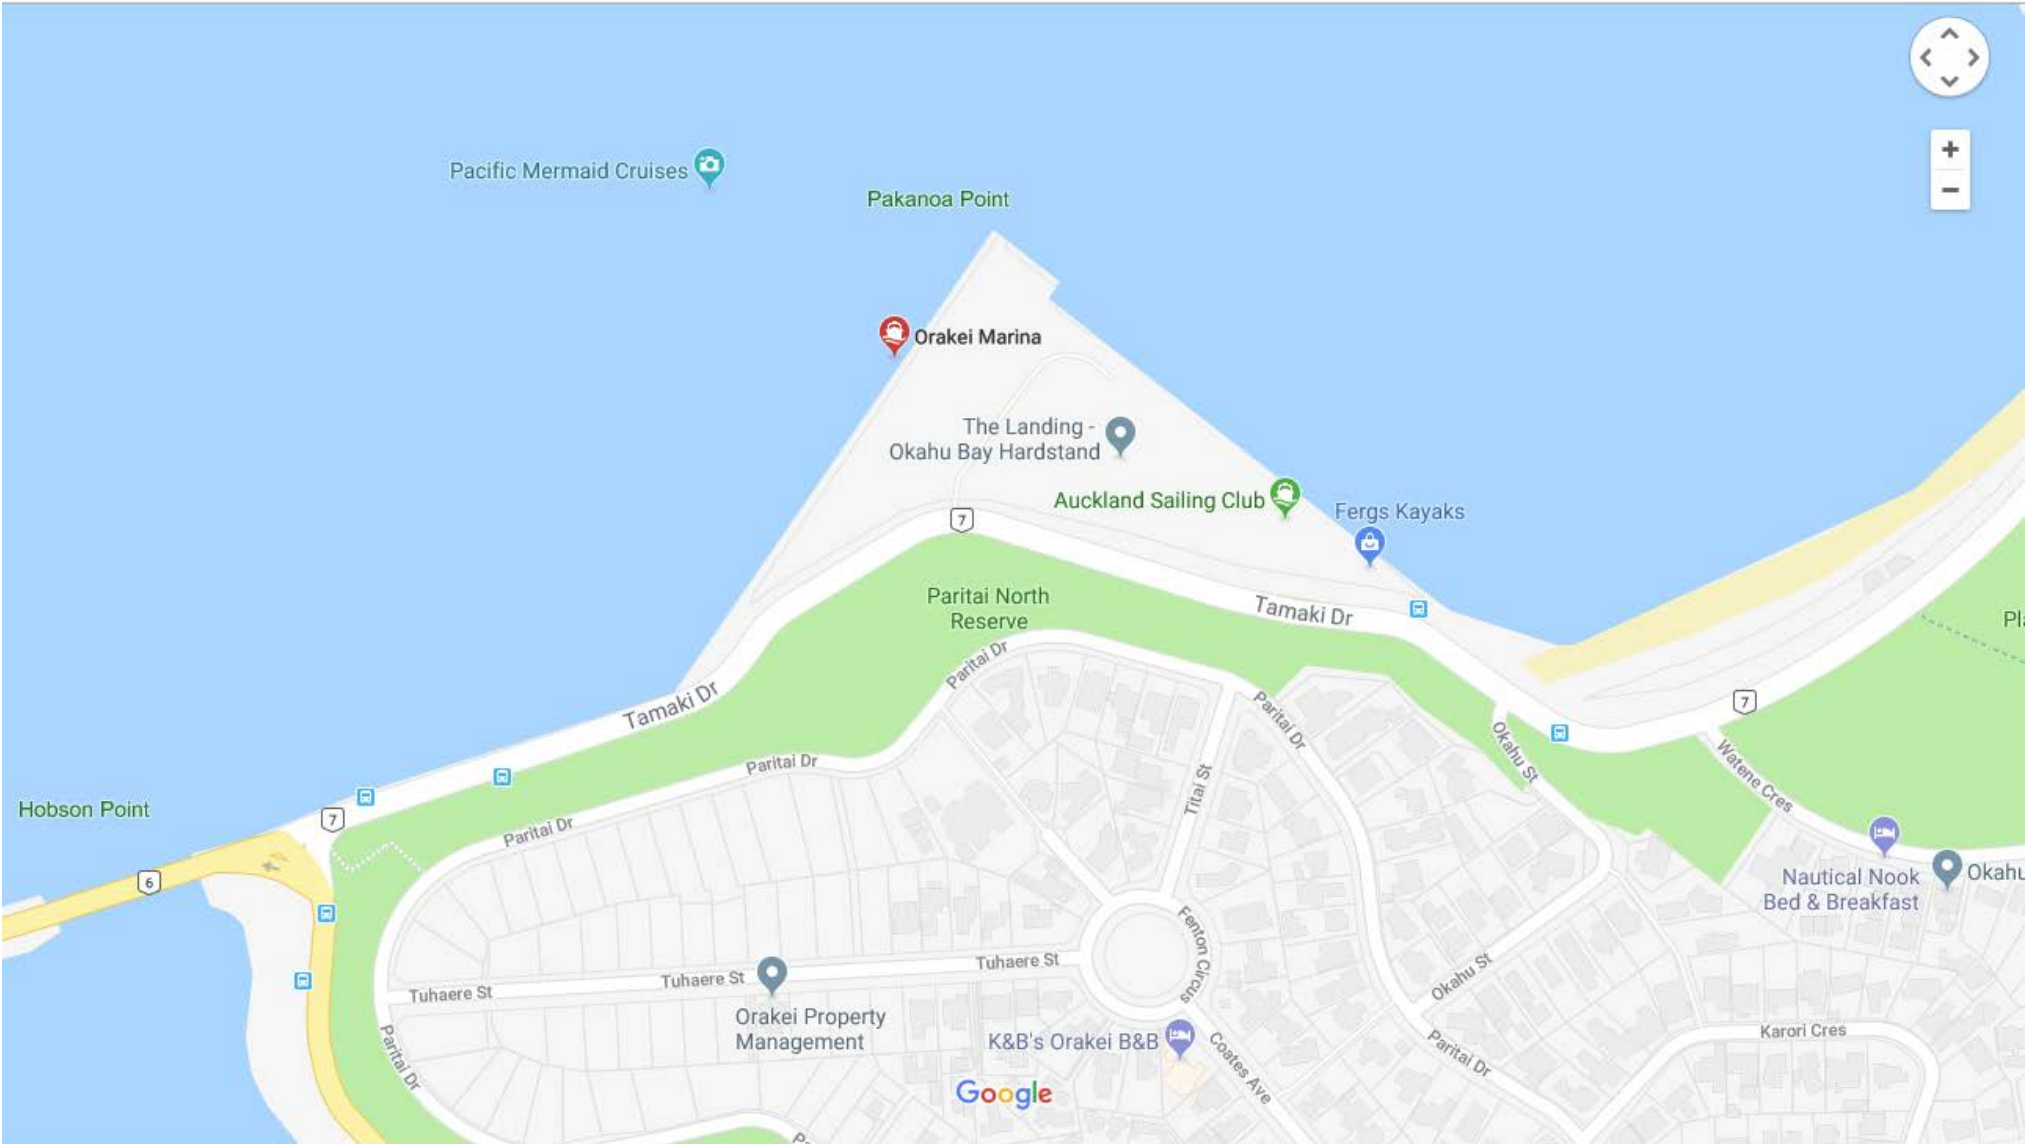 +
−
Pacific Mermaid Cruises
Pakanoa Point
Orakei Marina
The Landing -
Okahu Bay Hardstand
Auckland Sailing Club
Fergs Kayaks
7
Paritai North
Reserve
Tamaki Dr
Paritai Dr
Tamaki Dr
Paritai Dr
7
Okahu St
Watene Cres
Titai St
Paritai Dr
Hobson Point
7
Paritai Dr
6
Nautical Nook
Bed & Breakfast
Okahu
Fenton Circus
Tuhaere St
Tuhaere St
Tuhaere St
Okahu St
Orakei Property
Management
K&B's Orakei B&B
Coates Ave
Karori Cres
Paritai Dr
Paritai Dr
Google